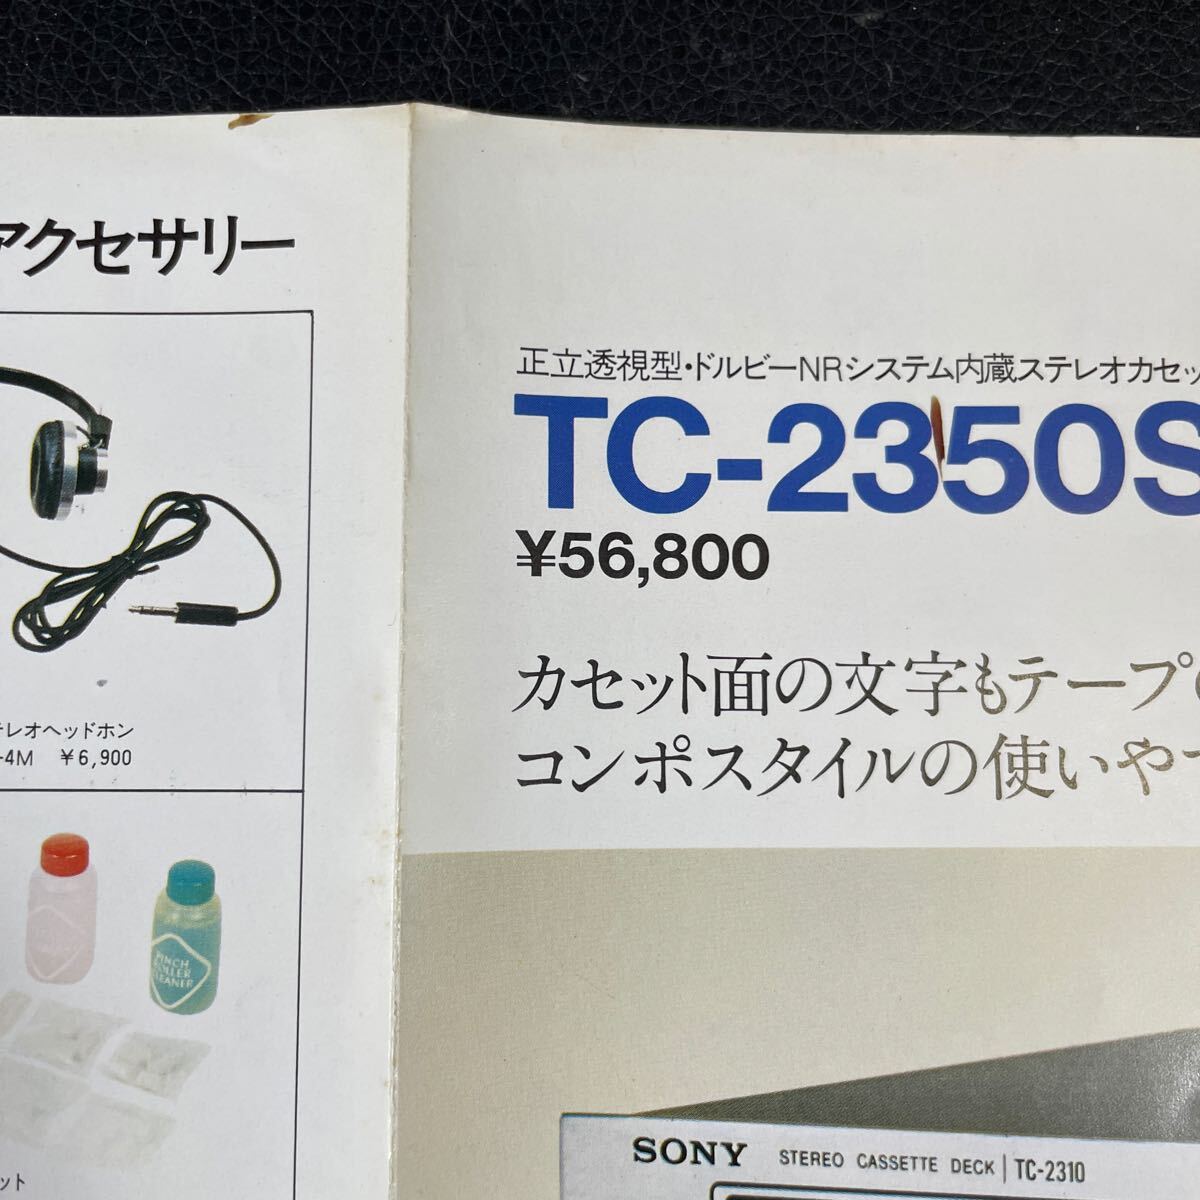 アクセサリー
テレオヘッドホン
-4M ¥6,900
PINCH
ROLLER
CLEANER
ット
正立透視型・ドルビーNRシステム内蔵ステレオカセッ
TC-2350S
¥56,800
カセット面の文字もテープの
コンポスタイルの使いやす
SONY STEREO CASSETTE DECK | TC-2310